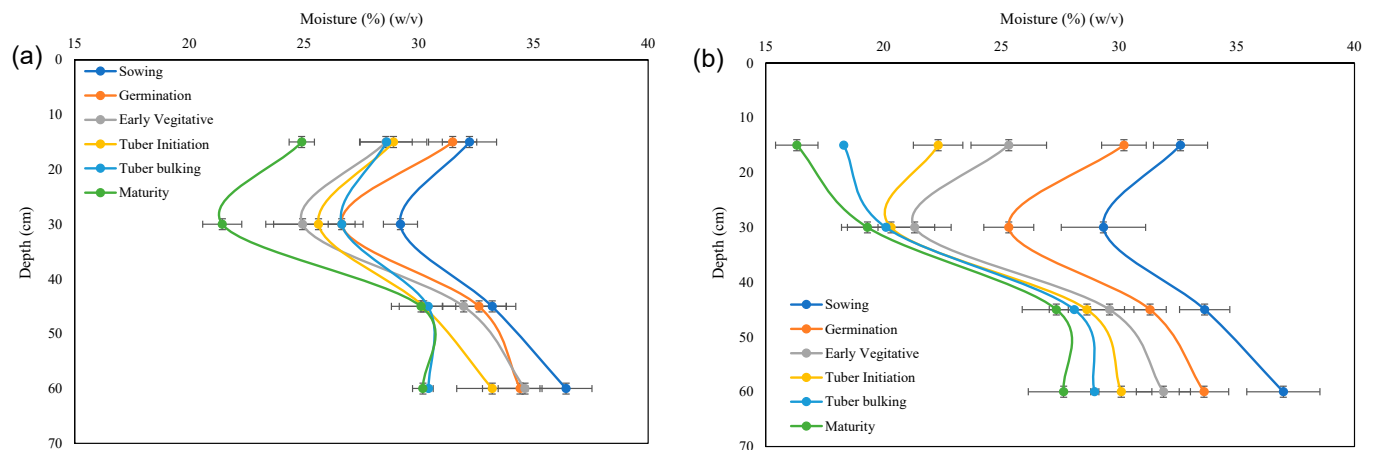 Moisture (%) (w/v)
15 20 25 30 35 40
(a)
0
10
20
30
40
50
60
70
Depth (cm)
Sowing
Germination
Early Vegitative
Tuber Initiation
Tuber bulking
Maturity
Moisture (%) (w/v)
15 20 25 30 35 40
(b)
0
10
20
30
40
50
60
70
Depth (cm)
Sowing
Germination
Early Vegitative
Tuber Initiation
Tuber bulking
Maturity